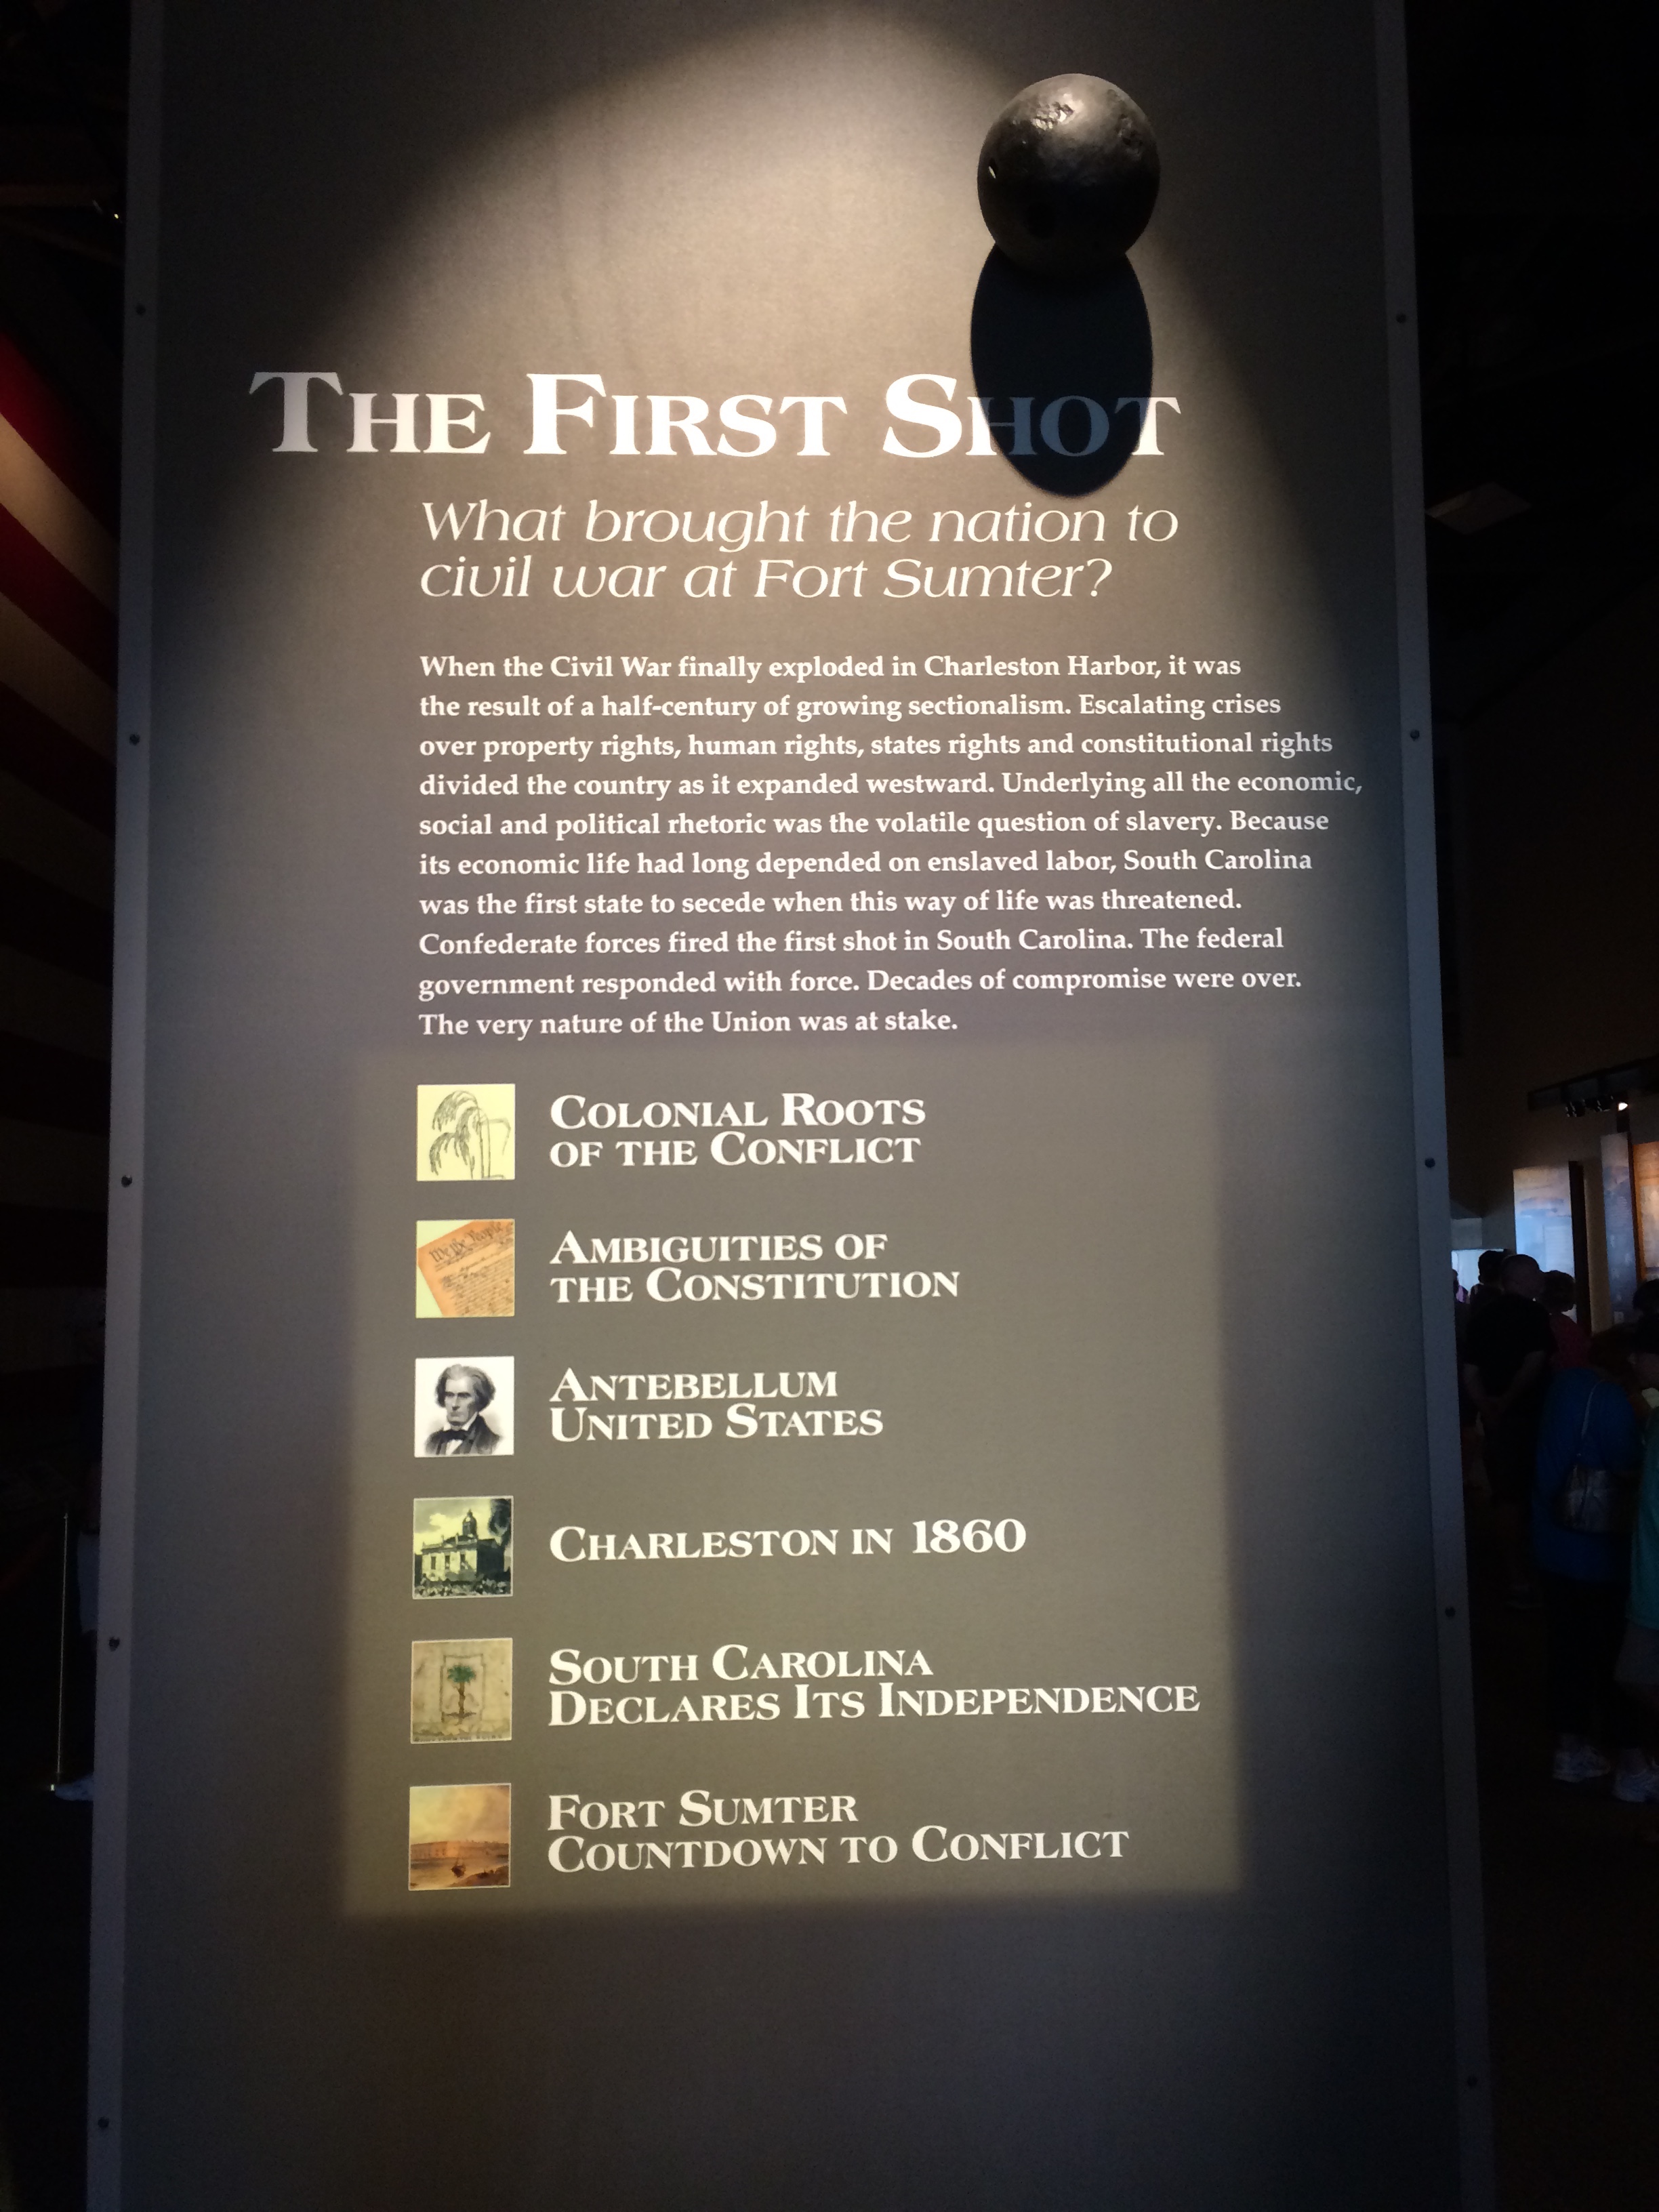 THE FIRST SHOT
What brought the nation to
civil war at Fort Sumter?
When the Civil War finally exploded in Charleston Harbor, it was
the result of a half-century of growing sectionalism. Escalating crises
over property rights, human rights, states rights and constitutional rights
divided the country as it expanded westward. Underlying all the economic,
social and political rhetoric was the volatile question of slavery. Because
its economic life had long depended on enslaved labor, South Carolina
was the first state to secede when this way of life was threatened.
Confederate forces fired the first shot in South Carolina. The federal
government responded with force. Decades of compromise were over.
The very nature of the Union was at stake.
COLONIAL ROOTS
OF THE CONFLICT
We the People
AMBIGUITIES OF
THE CONSTITUTION
ANTEBELLUM
UNITED STATES
CHARLESTON IN 1860
SOUTH CAROLINA
DECLARES ITS INDEPENDENCE
FORT SUMTER
COUNTDOWN TO CONFLICT